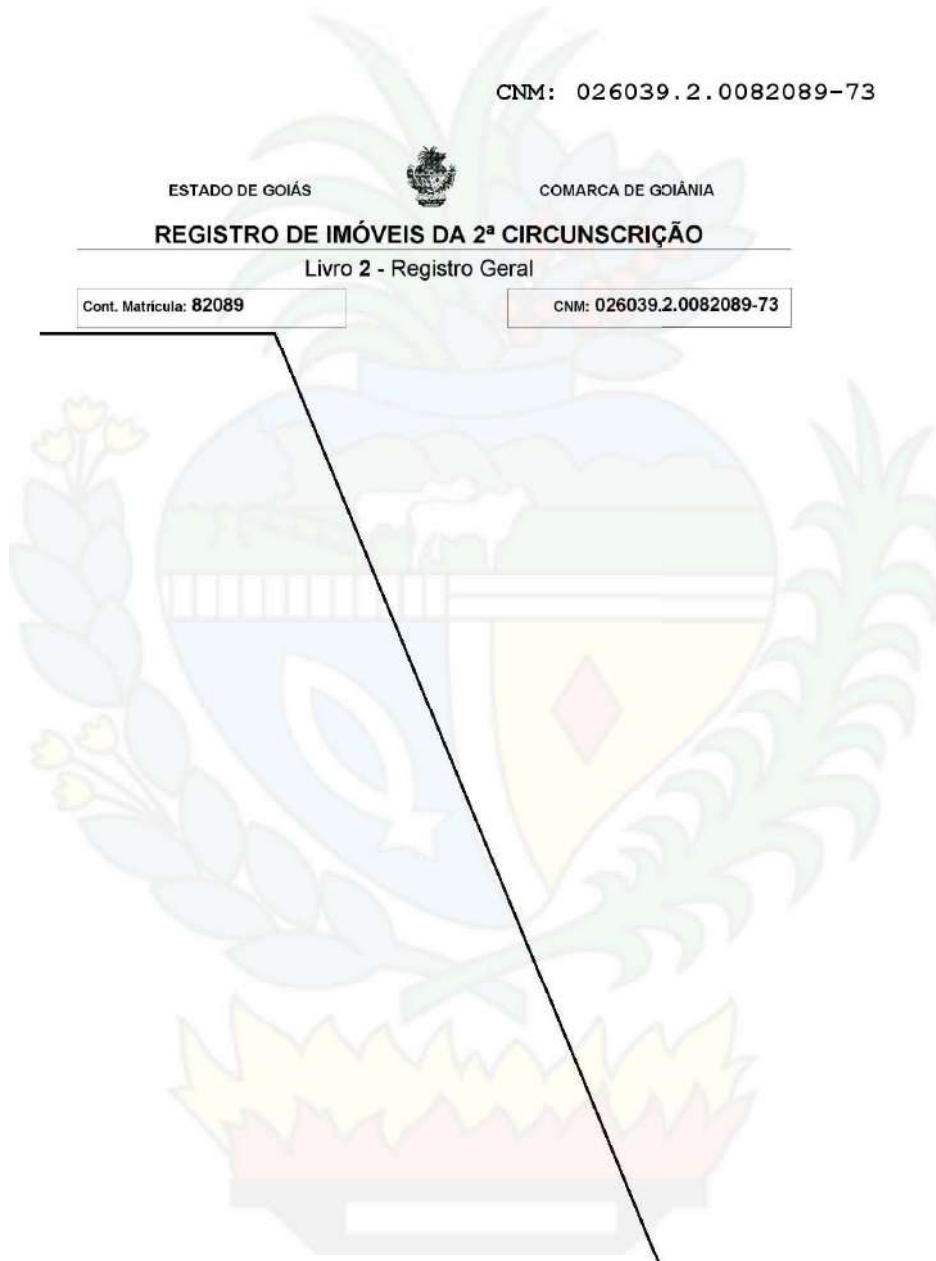 CNM: 026039.2.0082089-73
ESTADO DE GOIÁS COMARCA DE GOIÂNIA
REGISTRO DE IMÓVEIS DA 2ª CIRCUNSCRIÇÃO
Livro 2 - Registro Geral
Cont. Matrícula: 82089 CNM: 026039.2.0082089-73